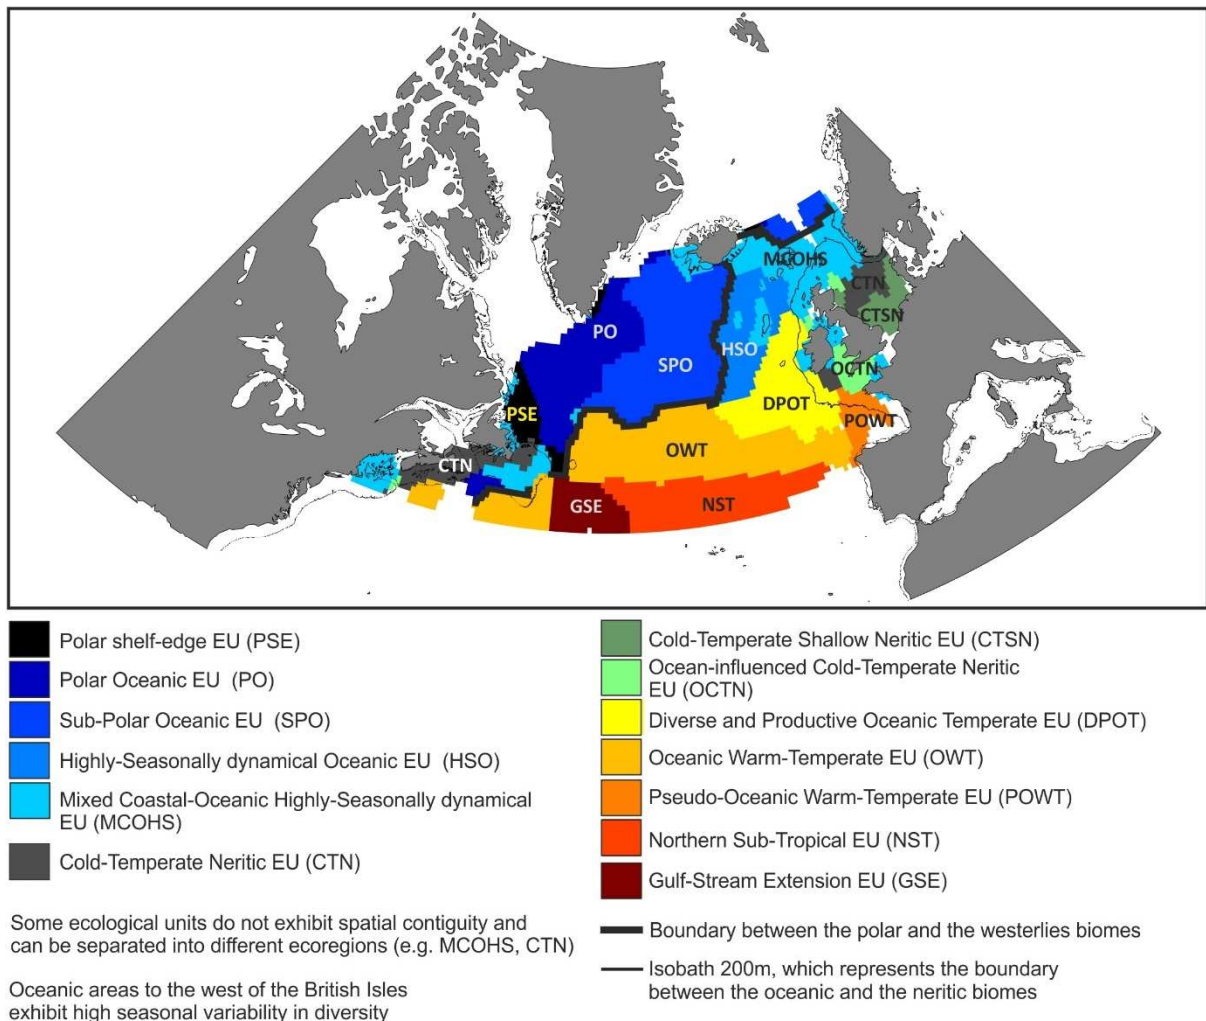 MCOHS
CTN
CTSN
PO
HSO
SPO
OCTN
PSE
DPOT
POWT
OWT
CTN
GSE
NST
Polar shelf-edge EU (PSE)
Polar Oceanic EU (PO)
Sub-Polar Oceanic EU (SPO)
Highly-Seasonally dynamical Oceanic EU (HSO)
Mixed Coastal-Oceanic Highly-Seasonally dynamical
EU (MCOHS)
Cold-Temperate Neritic EU (CTN)
Some ecological units do not exhibit spatial contiguity and
can be separated into different ecoregions (e.g. MCOHS, CTN)
Oceanic areas to the west of the British Isles
exhibit high seasonal variability in diversity
Cold-Temperate Shallow Neritic EU (CTSN)
Ocean-influenced Cold-Temperate Neritic
EU (OCTN)
Diverse and Productive Oceanic Temperate EU (DPOT)
Oceanic Warm-Temperate EU (OWT)
Pseudo-Oceanic Warm-Temperate EU (POWT)
Northern Sub-Tropical EU (NST)
Gulf-Stream Extension EU (GSE)
Boundary between the polar and the westerlies biomes
Isobath 200m, which represents the boundary
between the oceanic and the neritic biomes